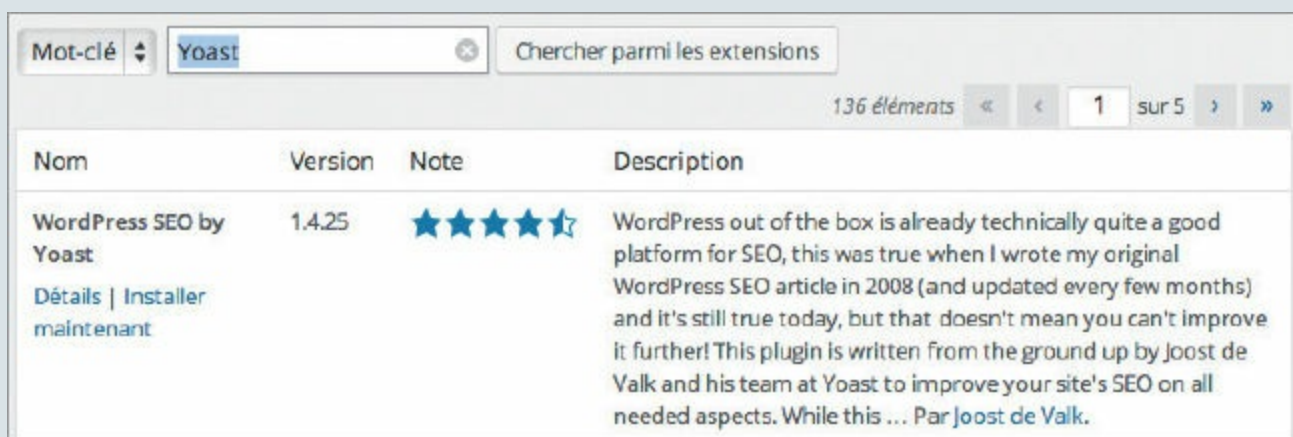 Mot-clé Yoast Chercher parmi les extensions
136 éléments « ‹ 1 sur 5 › »
Nom Version Note Description
WordPress SEO by
Yoast
Détails | Installer
maintenant
1.4.25
WordPress out of the box is already technically quite a good
platform for SEO, this was true when I wrote my original
WordPress SEO article in 2008 (and updated every few months)
and it's still true today, but that doesn't mean you can't improve
it further! This plugin is written from the ground up by Joost de
Valk and his team at Yoast to improve your site's SEO on all
needed aspects. While this ... Par Joost de Valk.